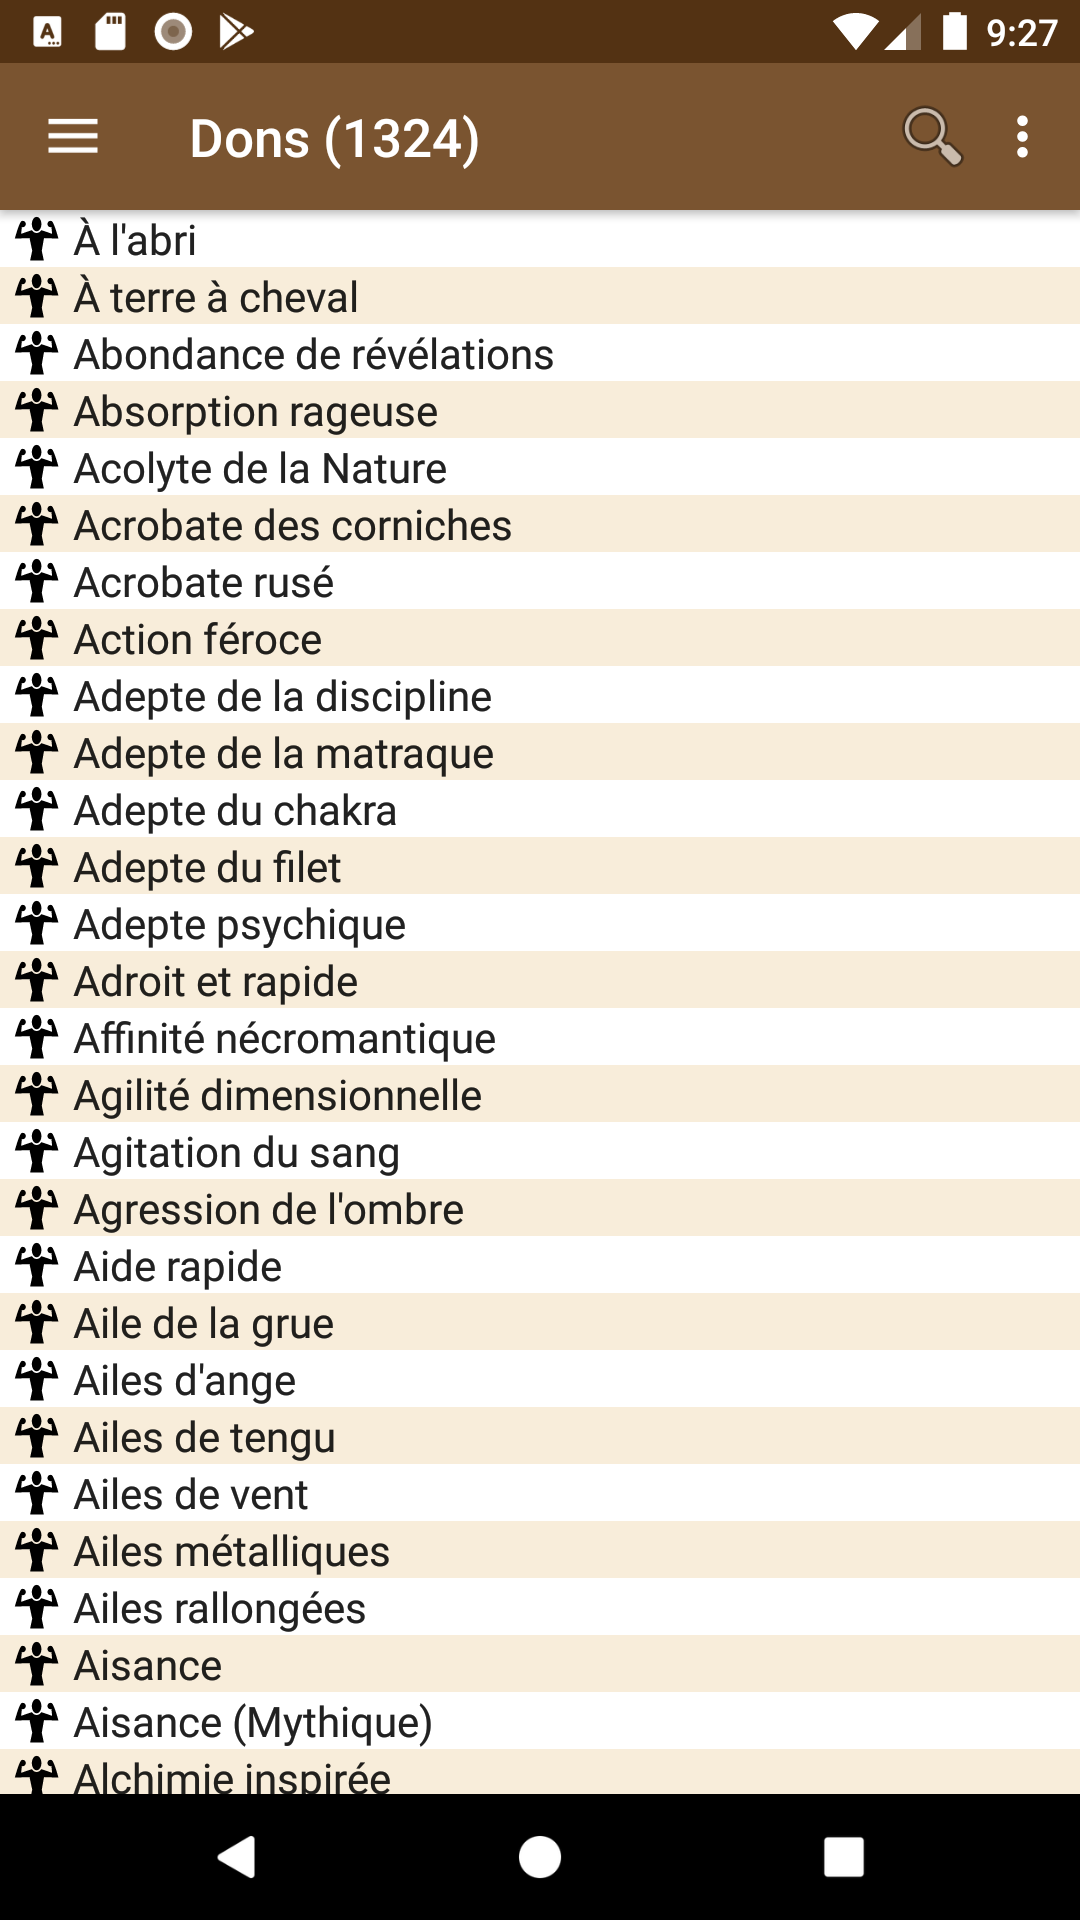 9:27
Dons (1324)
À l'abri
À terre à cheval
Abondance de révélations
Absorption rageuse
Acolyte de la Nature
Acrobate des corniches
Acrobate rusé
Action féroce
Adepte de la discipline
Adepte de la matraque
Adepte du chakra
Adepte du filet
Adepte psychique
Adroit et rapide
Affinité nécromantique
Agilité dimensionnelle
Agitation du sang
Agression de l'ombre
Aide rapide
Aile de la grue
Ailes d'ange
Ailes de tengu
Ailes de vent
Ailes métalliques
Ailes rallongées
Aisance
Aisance (Mythique)
Alchimie inspirée